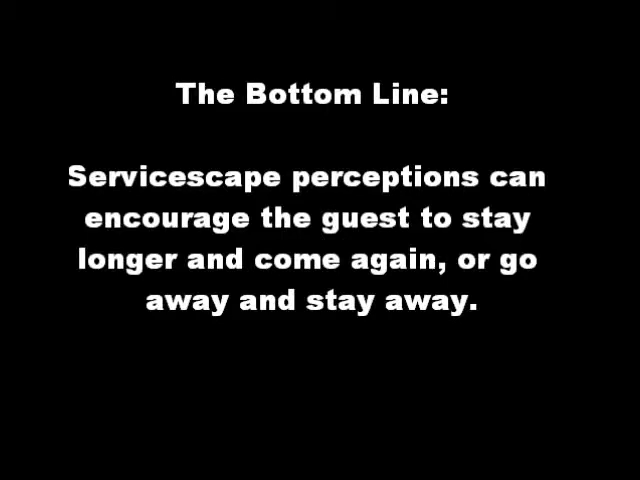 The Bottom Line:
Servicescape perceptions can
encourage the guest to stay
longer and come again, or go
away and stay away.